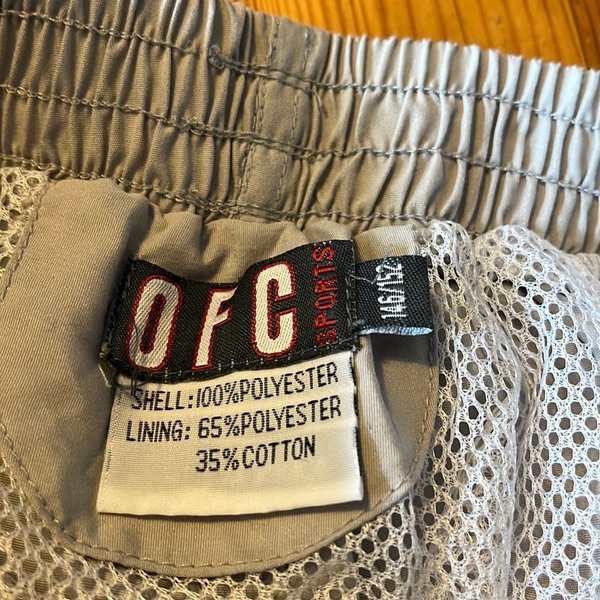 OFC
SPORTS
146/152
SHELL:100%POLYESTER
LINING: 65%POLYESTER
35%COTTON